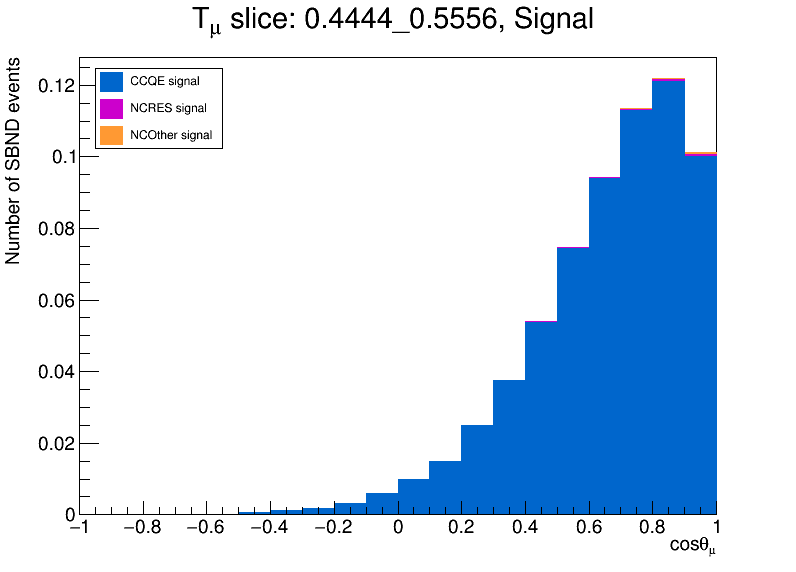 Tμ slice: 0.4444_0.5556, Signal
Number of SBND events
CCQE signal
NCRES signal
NCOther signal
0.12
0.1
0.08
0.06
0.04
0.02
0
−1 −0.8 −0.6 −0.4 −0.2 0 0.2 0.4 0.6 0.8 1
cosθμ